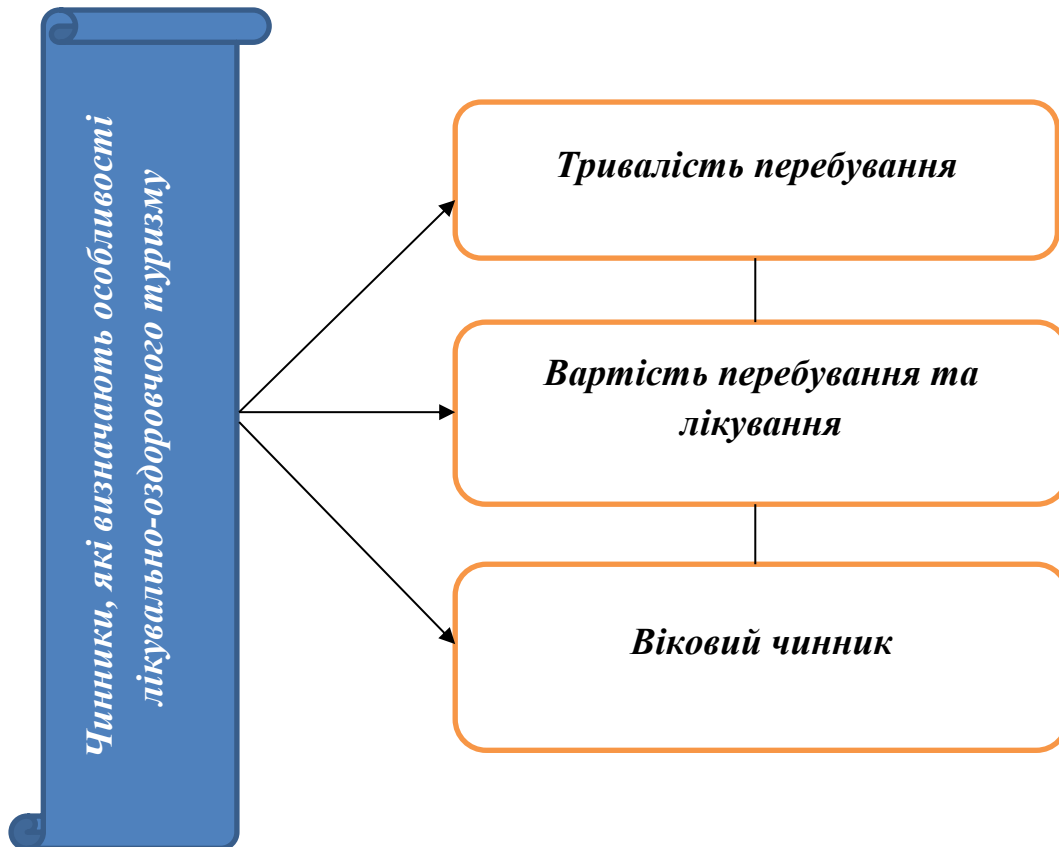 Чинники, які визначають особливості
лікувально-оздоровчого туризму
Тривалість перебування
Вартість перебування та
лікування
Віковий чинник